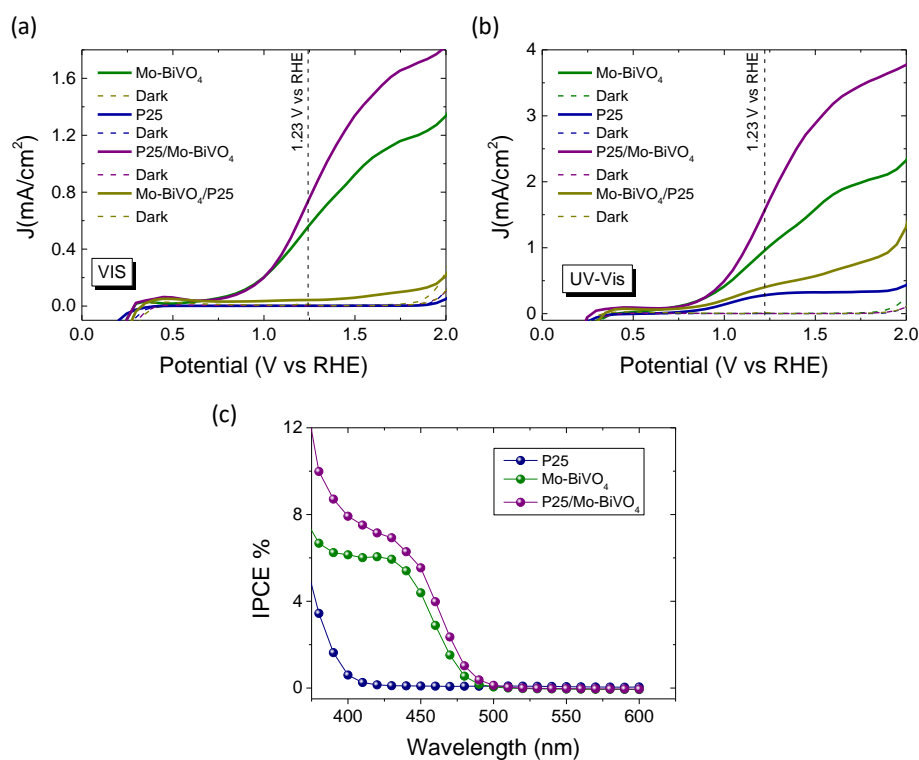 (a)
1.6
1.2
0.8
0.4
0.0
J(mA/cm²)
Mo-BiVO₄
Dark
P25
Dark
P25/Mo-BiVO₄
Dark
Mo-BiVO₄/P25
Dark
1.23 V vs RHE
VIS
0.0 0.5 1.0 1.5 2.0
Potential (V vs RHE)
(b)
4
3
2
1
0
J(mA/cm²)
Mo-BiVO₄
Dark
P25
Dark
P25/Mo-BiVO₄
Dark
Mo-BiVO₄/P25
Dark
1.23 V vs RHE
UV-Vis
0.0 0.5 1.0 1.5 2.0
Potential (V vs RHE)
(c)
12
8
4
0
IPCE %
P25
Mo-BiVO₄
P25/Mo-BiVO₄
400 450 500 550 600
Wavelength (nm)